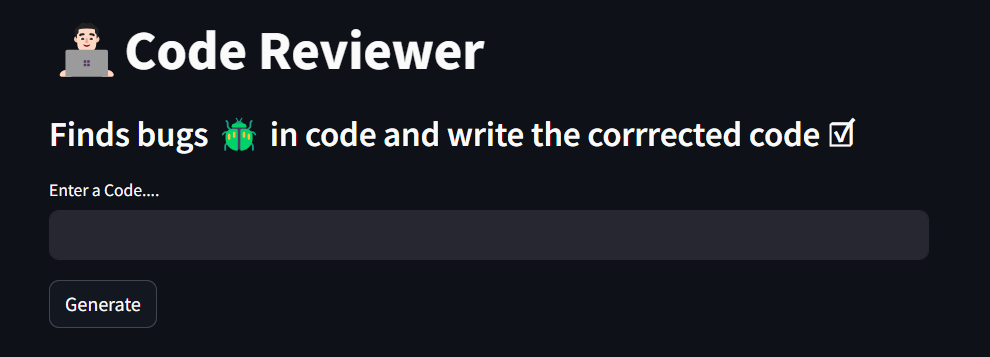 Code Reviewer
Finds bugs 🪲 in code and write the corrrected code ☑
Enter a Code....
Generate